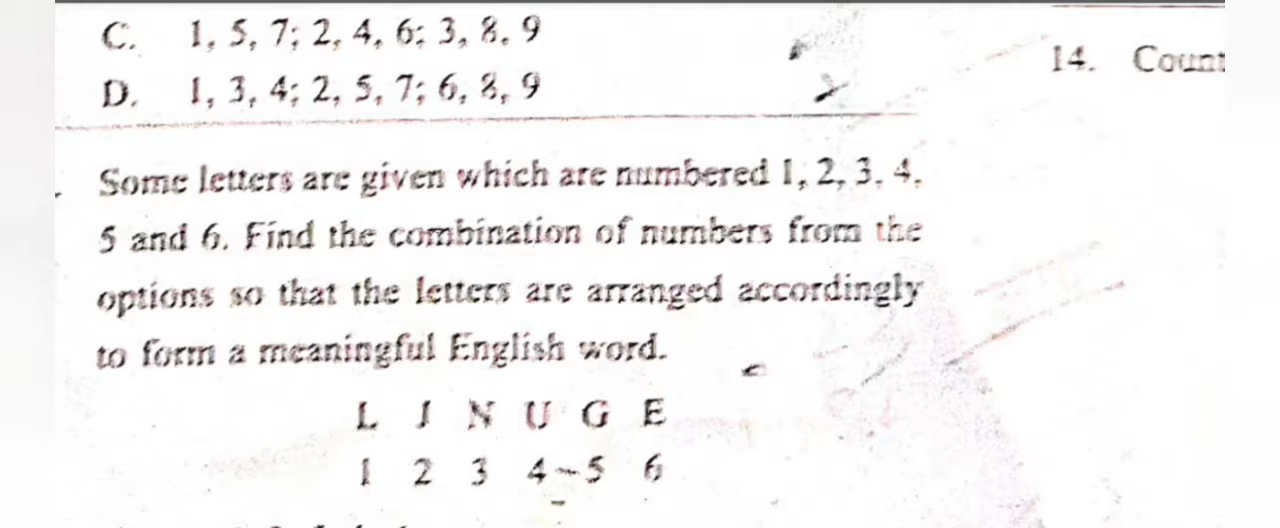 C. 1, 5, 7; 2, 4, 6; 3, 8, 9
D. 1, 3, 4; 2, 5, 7; 6, 8, 9
14. Count
Some letters are given which are numbered 1, 2, 3, 4,
5 and 6. Find the combination of numbers from the
options so that the letters are arranged accordingly
to form a meaningful English word.
L I N U G E
1 2 3 4 5 6